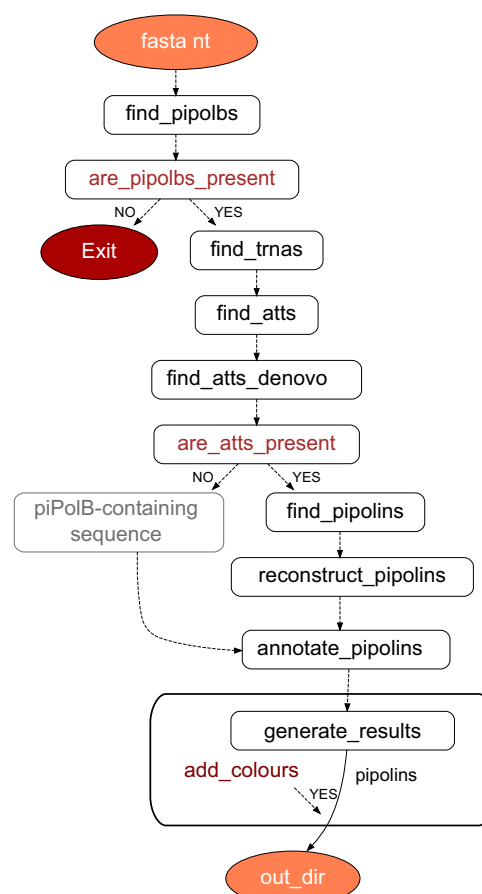 fasta nt
find_pipolbs
are_pipolbs_present
NO
YES
Exit
find_trnas
find_atts
find_atts_denovo
are_atts_present
NO
YES
piPolB-containing
sequence
find_pipolins
reconstruct_pipolins
annotate_pipolins
generate_results
add_colours
pipolins
YES
out_dir